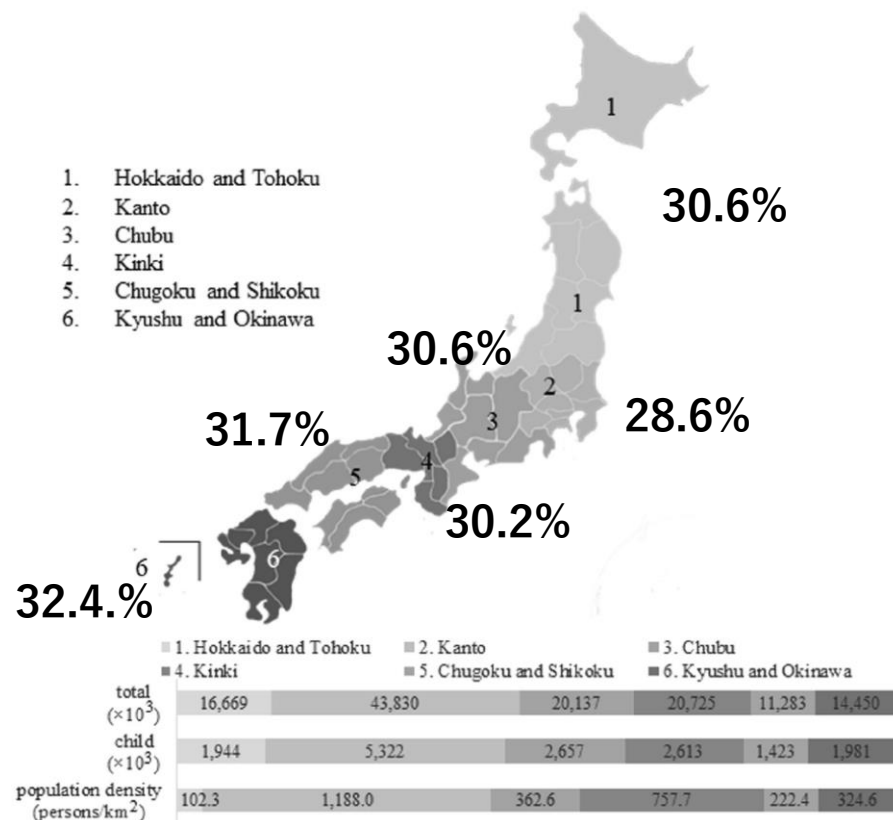 1
1. Hokkaido and Tohoku
30.6%
2. Kanto
3. Chubu
4. Kinki
5. Chugoku and Shikoku
6. Kyushu and Okinawa
1
30.6%
2
28.6%
31.7%
3
4
5
30.2%
6
6
32.4.%
1. Hokkaido and Tohoku 2. Kanto 3. Chubu
4. Kinki 5. Chugoku and Shikoku 6. Kyushu and Okinawa
total
(×10³)
16,669 43,830 20,137 20,725 11,283 14,450
child
(×10³)
1,944 5,322 2,657 2,613 1,423 1,981
population density
(persons/km²)
102.3 1,188.0 362.6 757.7 222.4 324.6